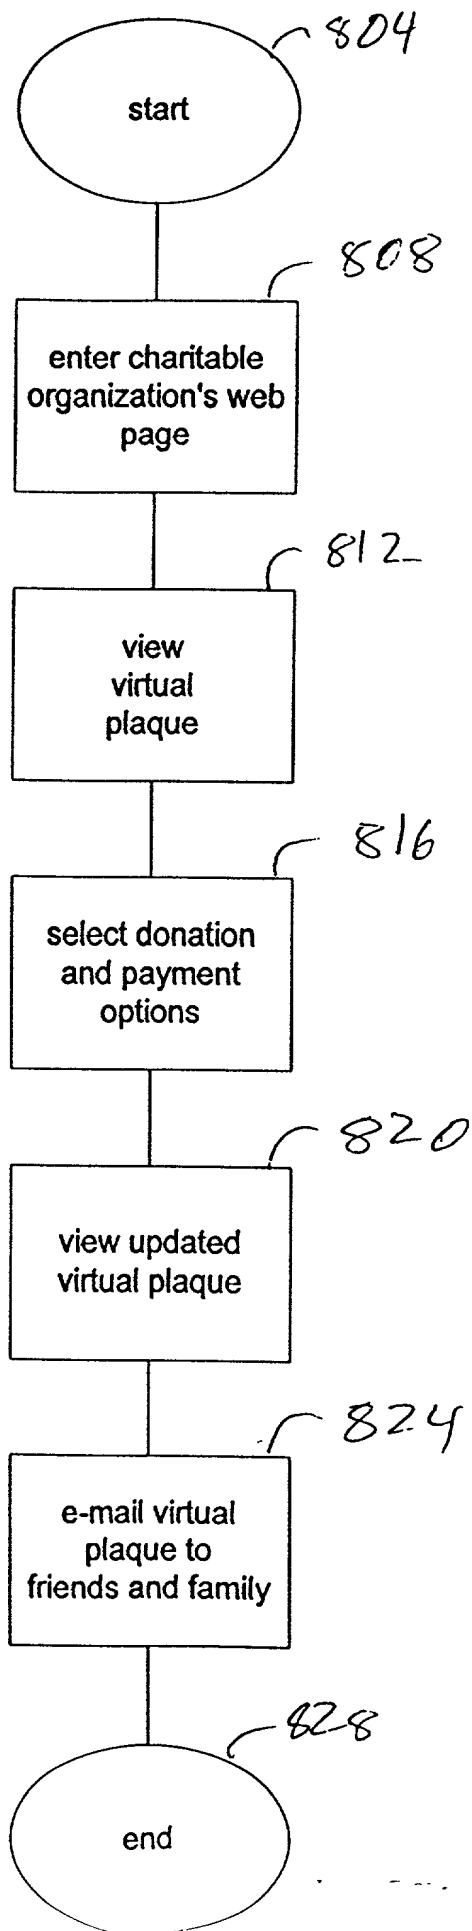 804
start
808
enter charitable
organization's web
page
812
view
virtual
plaque
816
select donation
and payment
options
820
view updated
virtual plaque
824
e-mail virtual
plaque to
friends and family
828
end